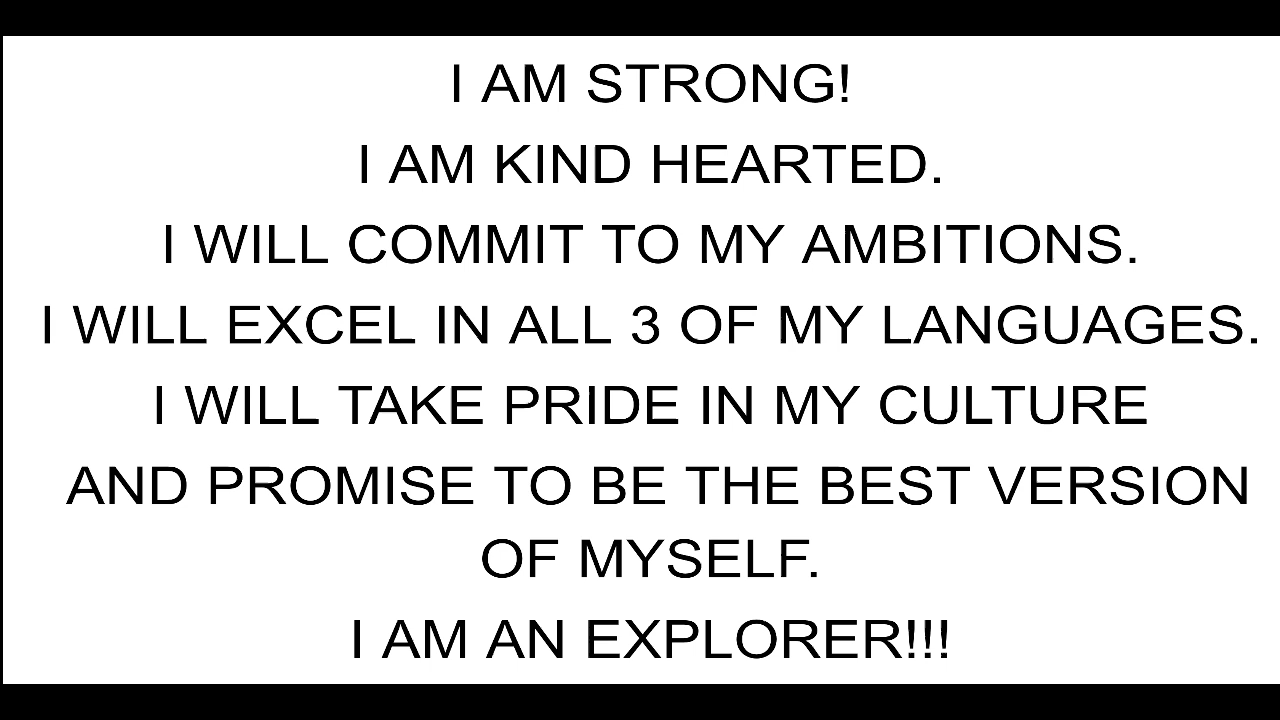 I AM STRONG!
I AM KIND HEARTED.
I WILL COMMIT TO MY AMBITIONS.
I WILL EXCEL IN ALL 3 OF MY LANGUAGES.
I WILL TAKE PRIDE IN MY CULTURE
AND PROMISE TO BE THE BEST VERSION
OF MYSELF.
I AM AN EXPLORER!!!